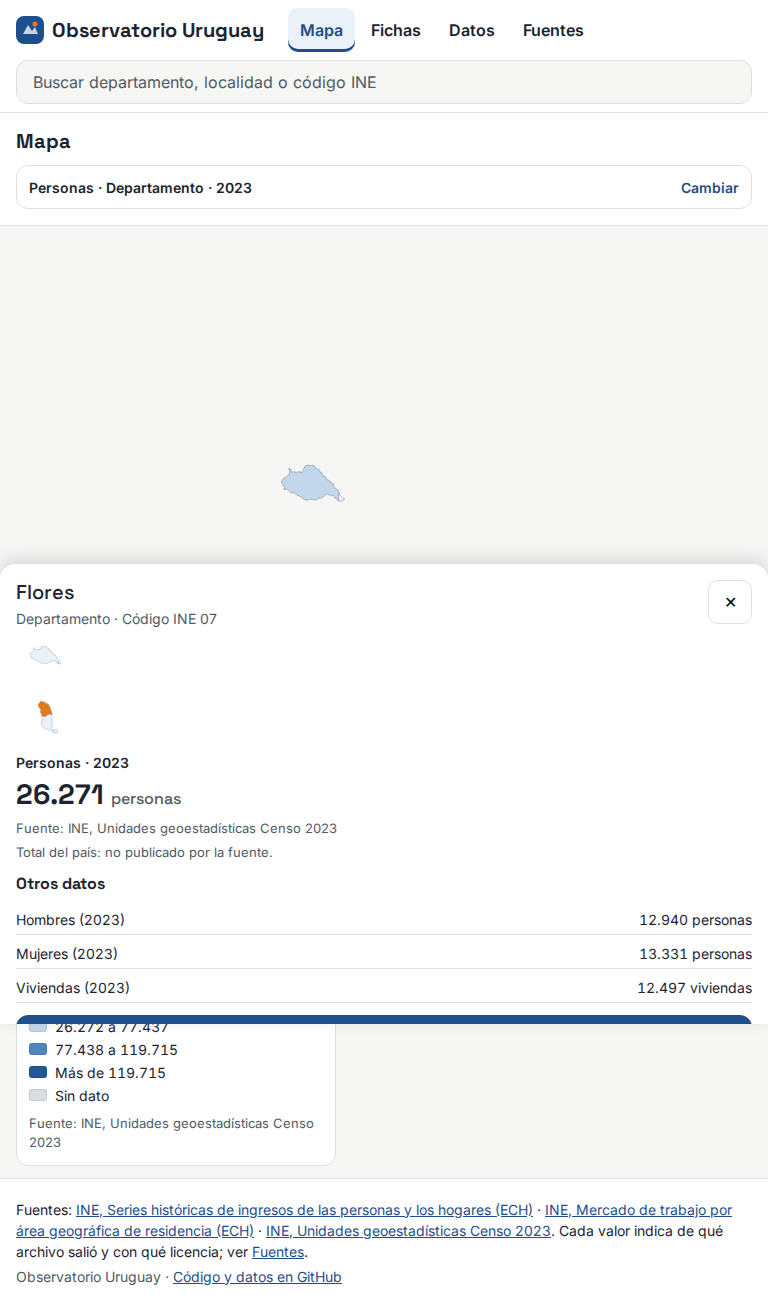 Observatorio Uruguay
Mapa
Fichas
Datos
Fuentes
Buscar departamento, localidad o código INE
Mapa
Personas · Departamento · 2023
Cambiar
Flores
✕
Departamento · Código INE 07
Personas · 2023
26.271 personas
Fuente: INE, Unidades geoestadísticas Censo 2023
Total del país: no publicado por la fuente.
Otros datos
Hombres (2023) 12.940 personas
Mujeres (2023) 13.331 personas
Viviendas (2023) 12.497 viviendas
26.272 a 77.437
77.438 a 119.715
Más de 119.715
Sin dato
Fuente: INE, Unidades geoestadísticas Censo
2023
Fuentes: INE, Series históricas de ingresos de las personas y los hogares (ECH) · INE, Mercado de trabajo por
área geográfica de residencia (ECH) · INE, Unidades geoestadísticas Censo 2023. Cada valor indica de qué
archivo salió y con qué licencia; ver Fuentes.
Observatorio Uruguay · Código y datos en GitHub